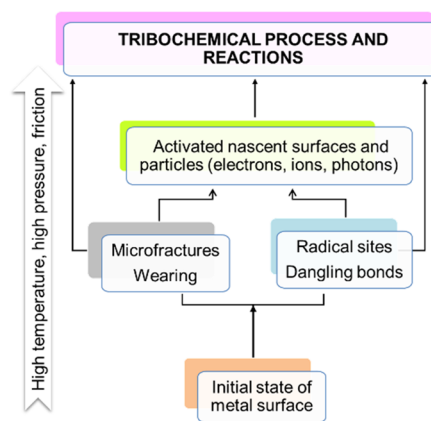 TRIBOCHEMICAL PROCESS AND
REACTIONS
High temperature, high pressure, friction
Activated nascent surfaces and
particles (electrons, ions, photons)
Microfractures
Wearing
Radical sites
Dangling bonds
Initial state of
metal surface